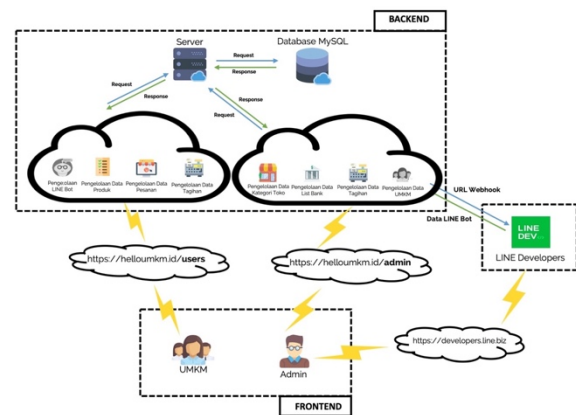 BACKEND
Server
Database MySQL
Request
Response
Request
Response
Response
Request
Pengelolaan
LINE Bot
Pengelolaan Data
Produk
Pengelolaan Data
Pesanan
Pengelolaan Data
Tagihan
Pengelolaan Data
Kategori Toko
Pengelolaan Data
List Bank
Pengelolaan Data
Tagihan
Pengelolaan Data
UMKM
URL Webhook
Data LINE Bot
LINE
DEV
LINE Developers
https://helloumkm.id/users
https://helloumkm.id/admin
https://developers.line.biz
UMKM
Admin
FRONTEND